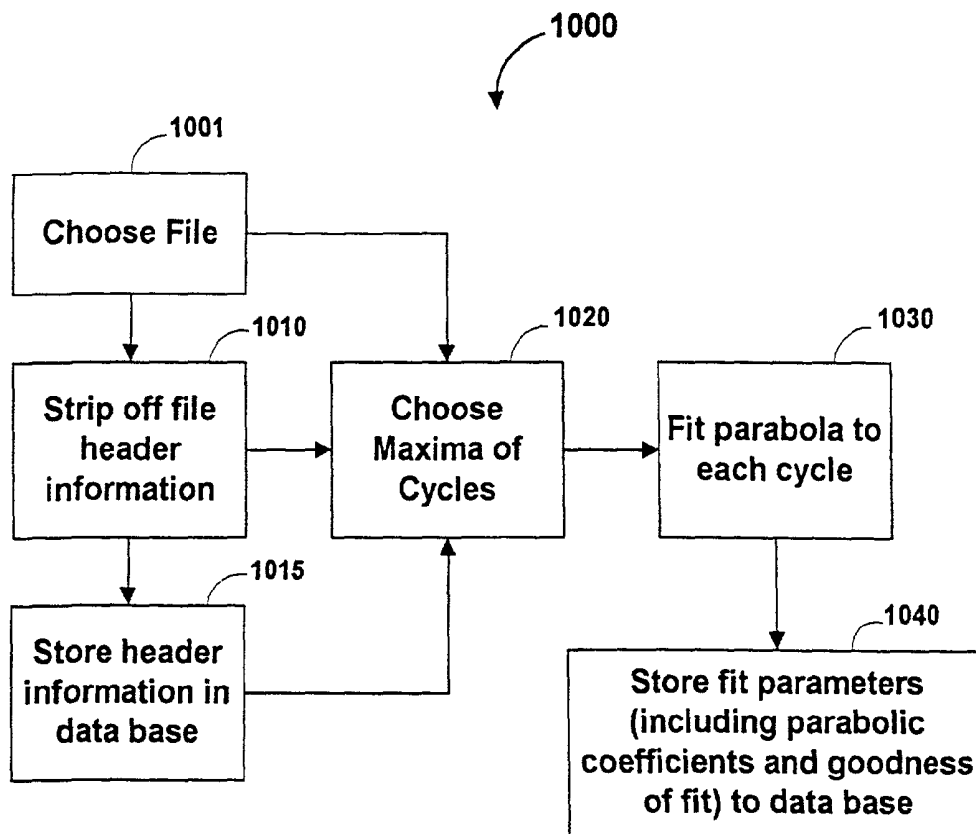 1000
1001
Choose File
1010
Strip off file
header
information
1020
Choose
Maxima of
Cycles
1030
Fit parabola to
each cycle
1015
Store header
information in
data base
1040
Store fit parameters
(including parabolic
coefficients and goodness
of fit) to data base